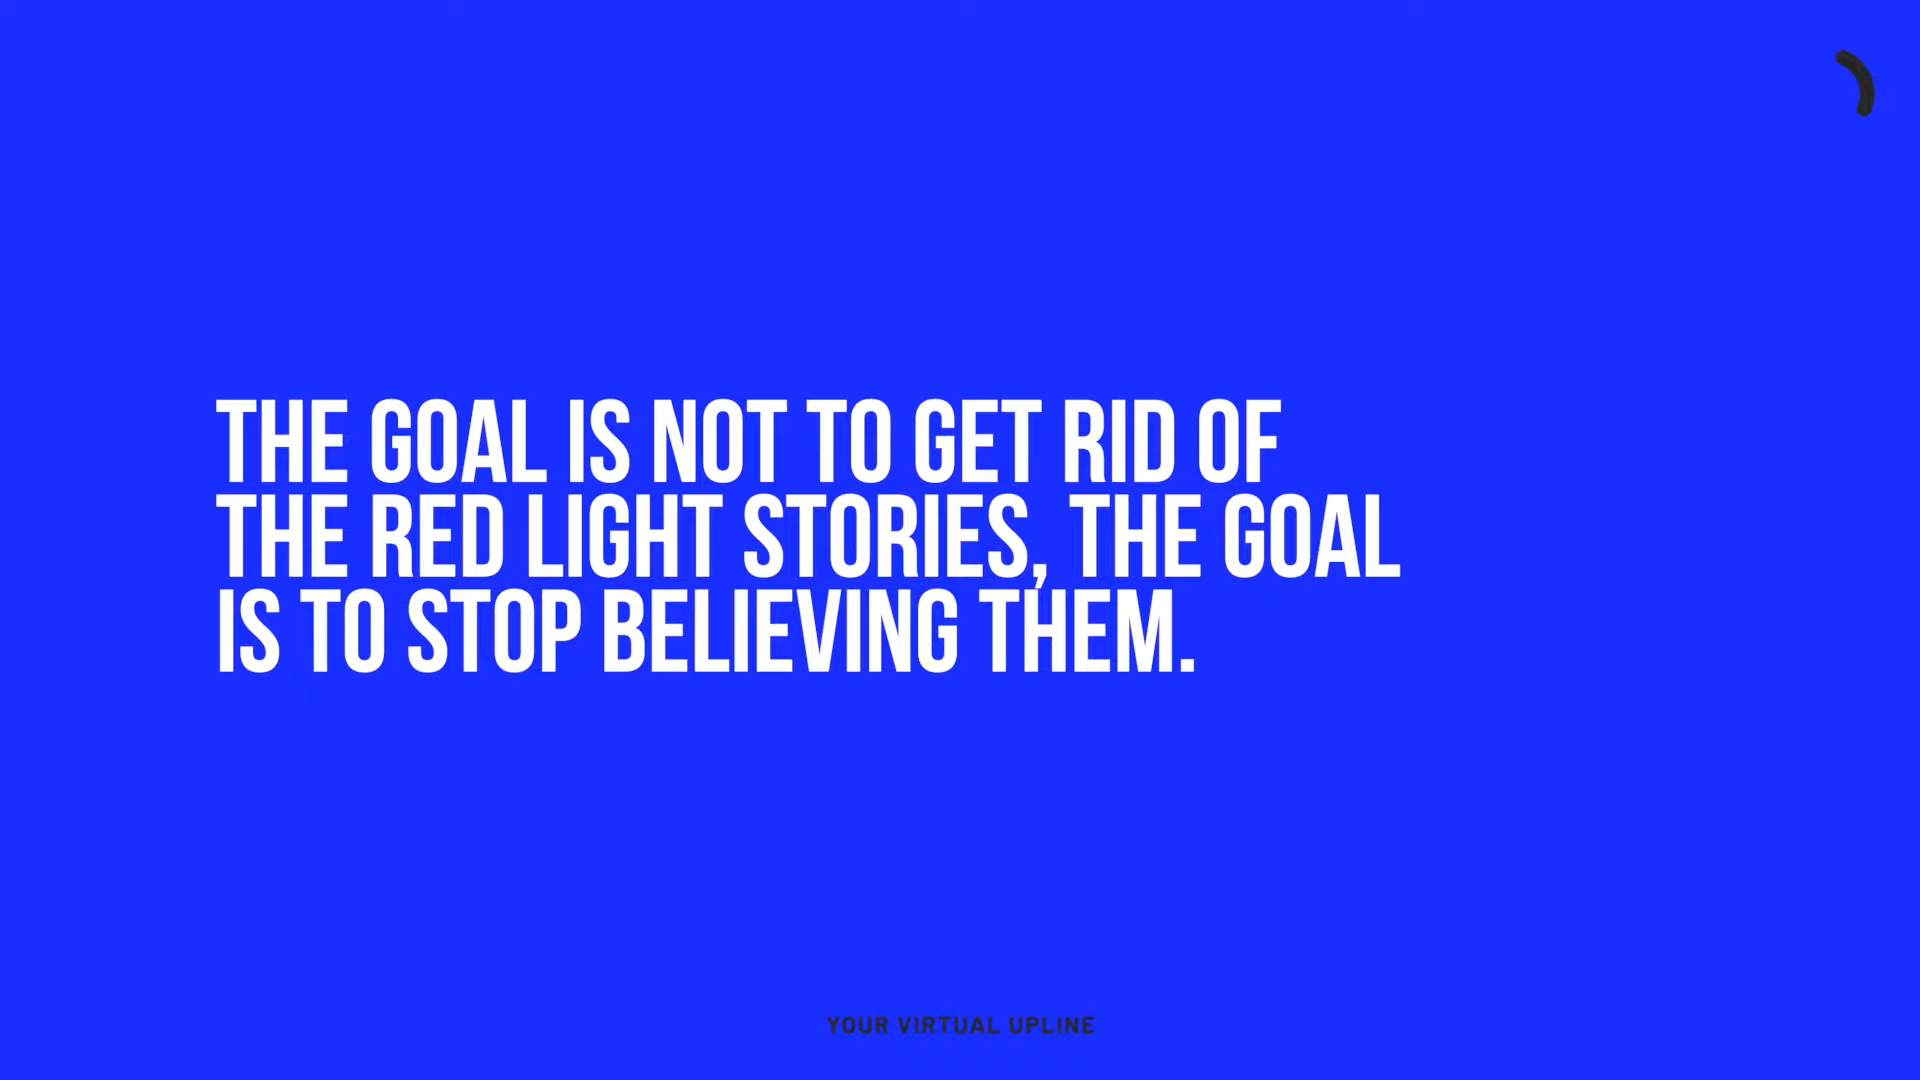 THE GOAL IS NOT TO GET RID OF
THE RED LIGHT STORIES, THE GOAL
IS TO STOP BELIEVING THEM.
YOUR VIRTUAL UPLINE